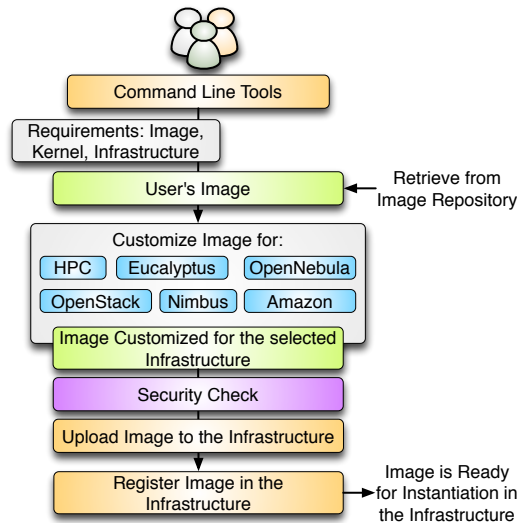 Command Line Tools
Requirements: Image,
Kernel, Infrastructure
User's Image
Retrieve from
Image Repository
Customize Image for:
HPC Eucalyptus OpenNebula
OpenStack Nimbus Amazon
Image Customized for the selected
Infrastructure
Security Check
Upload Image to the Infrastructure
Register Image in the
Infrastructure
Image is Ready
for Instantiation in
the Infrastructure